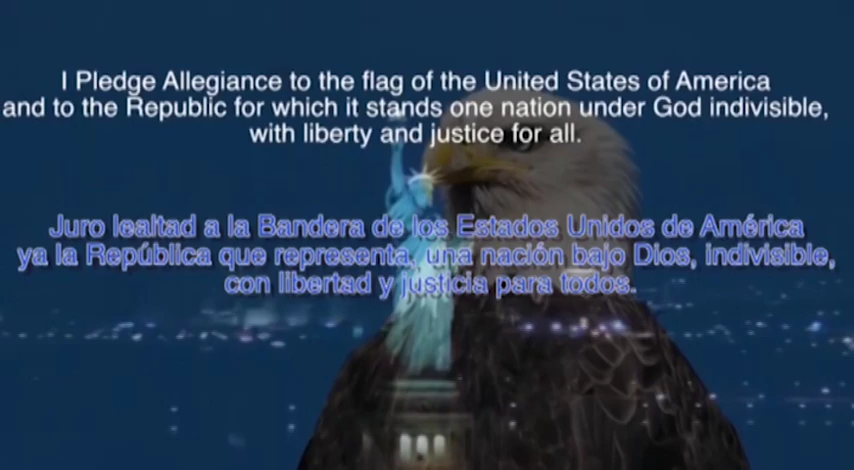 I Pledge Allegiance to the flag of the United States of America
and to the Republic for which it stands one nation under God indivisible,
with liberty and justice for all.
Juro lealtad a la Bandera de los Estados Unidos de América
ya la República que representa, una nación bajo Dios, indivisible,
con libertad y justicia para todos.